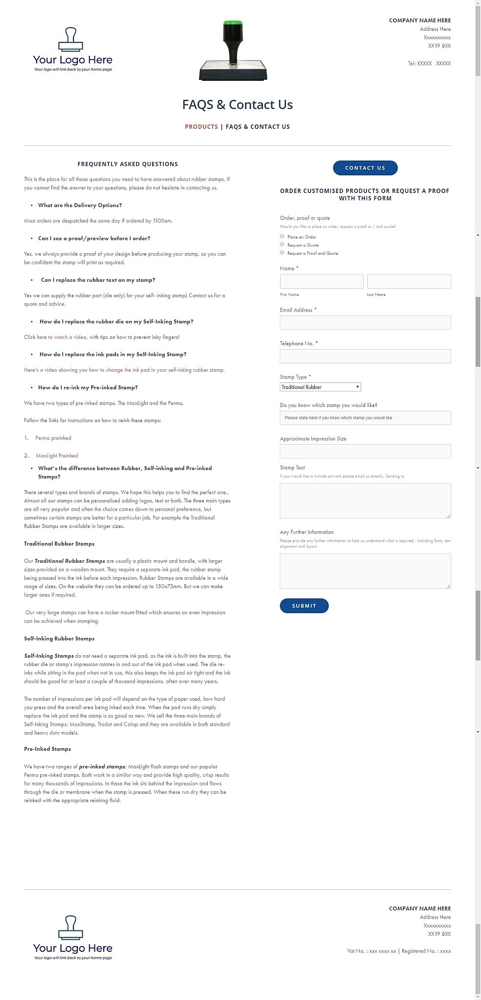 Your Logo Here
Your logo will link back to your home page
COMPANY NAME HERE
Address Here
Xxxxxxxxxx
XX19 8XX
Tel: XXXXX XXXXX
FAQS & Contact Us
PRODUCTS | FAQS & CONTACT US
FREQUENTLY ASKED QUESTIONS
This is the place for all those questions you need to have answered about rubber stamps. If
you cannot find the answer to your questions, please do not hesitate in contacting us.
• What are the Delivery Options?
Most orders are despatched the same day if ordered by 1100am.
• Can I see a proof/preview before I order?
Yes, we always provide a proof of your design before producing your stamp, so you can
be confident the stamp will print as required.
• Can I replace the rubber text on my stamp?
Yes we can supply the rubber part (die only) for your self- inking stamp) Contact us for a
quote and advice.
• How do I replace the rubber die on my Self-Inking Stamp?
Click here to watch a video, with tips on how to prevent inky fingers!
• How do I replace the ink pads in my Self-Inking Stamp?
Here's a video showing you how to change the ink pad in your self-inking rubber stamp.
• How do I re-ink my Pre-inked Stamp?
We have two types of pre-inked stamps. The MaxLight and the Perma.
Follow the links for instructions on how to reink these stamps:
1. Perma preinked
2. MaxLight Preinked
• What's the difference between Rubber, Self-inking and Pre-inked
Stamps?
There several types and brands of stamps. We hope this helps you to find the perfect one..
Almost all our stamps can be personalised adding logos, text or both. The three main types
are all very popular and often the choice comes down to personal preference, but
sometimes certain stamps are better for a particular job. For example the Traditional
Rubber Stamps are available in larger sizes.
Traditional Rubber Stamps
Our Traditional Rubber Stamps are usually a plastic mount and handle, with larger
sizes provided on a wooden mount. They require a separate ink pad, the rubber stamp
being pressed into the ink before each impression. Rubber Stamps are available in a wide
range of sizes. On the website they can be ordered up to 150x75mm. But we can make
larger ones if required.
Our very large stamps can have a rocker mount fitted which ensures an even impression
can be achieved when stamping.
Self-Inking Rubber Stamps
Self-Inking Stamps do not need a separate ink pad, as the ink is built into the stamp, the
rubber die or stamp's impression rotates in and out of the ink pad when used. The die re-
inks while sitting in the pad when not in use, this also keeps the ink pad air tight and the ink
should be good for at least a couple of thousand impressions, often over many years.
The number of impressions per ink pad will depend on the type of paper used, how hard
you press and the overall area being inked each time. When the pad runs dry simply
replace the ink pad and the stamp is as good as new. We sell the three main brands of
Self-Inking Stamps; MaxStamp, Trodat and Colop and they are available in both standard
and heavy duty models.
Pre-Inked Stamps
We have two ranges of pre-inked stamps; MaxLight flash stamps and our popular
Perma pre-inked stamps. Both work in a similar way and provide high quality, crisp results
for many thousands of impressions. In these the ink sits behind the impression and flows
through the die or membrane when the stamp is pressed. When these run dry they can be
reinked with the appropriate reinking fluid.
CONTACT US
ORDER CUSTOMISED PRODUCTS OR REQUEST A PROOF
WITH THIS FORM
Order, proof or quote
Would you like to place an order, request a proof or / and quote?
Place an Order
Request a Quote
Request a Proof and Quote
Name *
First Name Last Name
Email Address *
Telephone No. *
Stamp Type *
Traditional Rubber
Do you know which stamp you would like?
Please state here if you know which stamp you would like
Approximate Impression Size
Stamp Text
If you would like to include artwork please email us directly, Sending to
Any Further Information
Please provide any further information to help us understand what is required - including fonts, text
alignment and layout.
SUBMIT
Your Logo Here
Your logo will link back to your home page
COMPANY NAME HERE
Address Here
Xxxxxxxxxx
XX19 8XX
Vat No. : xxx xxxx xx | Registered No. : xxxx